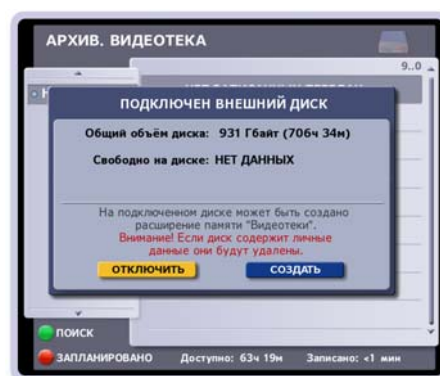 АРХИВ. ВИДЕОТЕКА
9..0
ПОДКЛЮЧЕН ВНЕШНИЙ ДИСК
Общий объём диска: 931 Гбайт (706ч 34м)
Свободно на диске: НЕТ ДАННЫХ
На подключенном диске может быть создано
расширение памяти "Видеотеки".
Внимание! Если диск содержит личные
данные они будут удалены.
ОТКЛЮЧИТЬ СОЗДАТЬ
ПОИСК
ЗАПЛАНИРОВАНО Доступно: 63ч 19м Записано: <1 мин